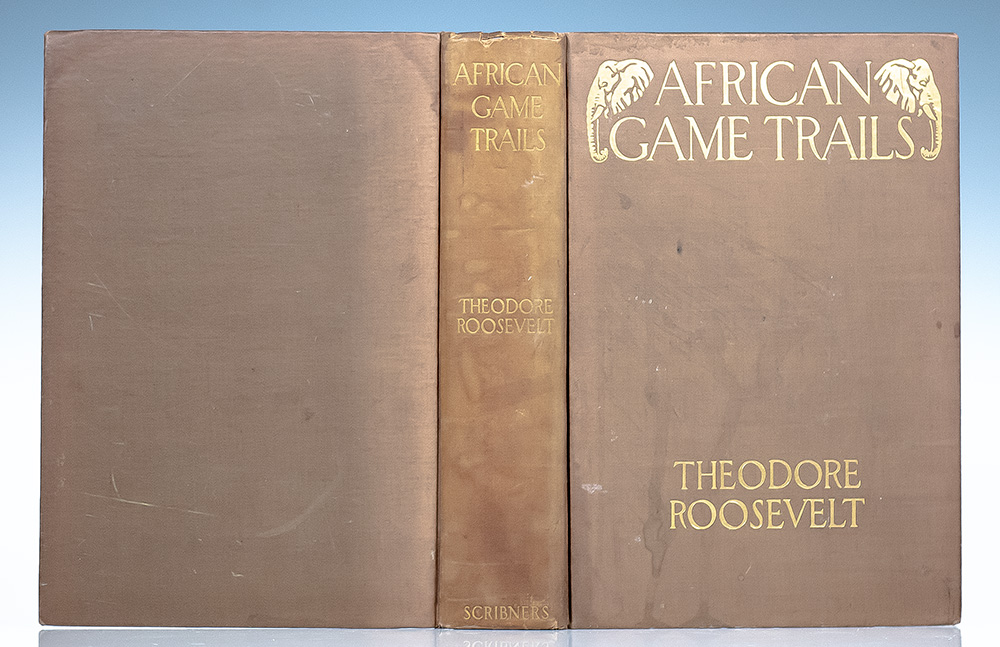 AFRICAN
GAME
TRAILS
THEODORE
ROOSEVELT
SCRIBNERS
AFRICAN
GAME TRAILS
THEODORE
ROOSEVELT